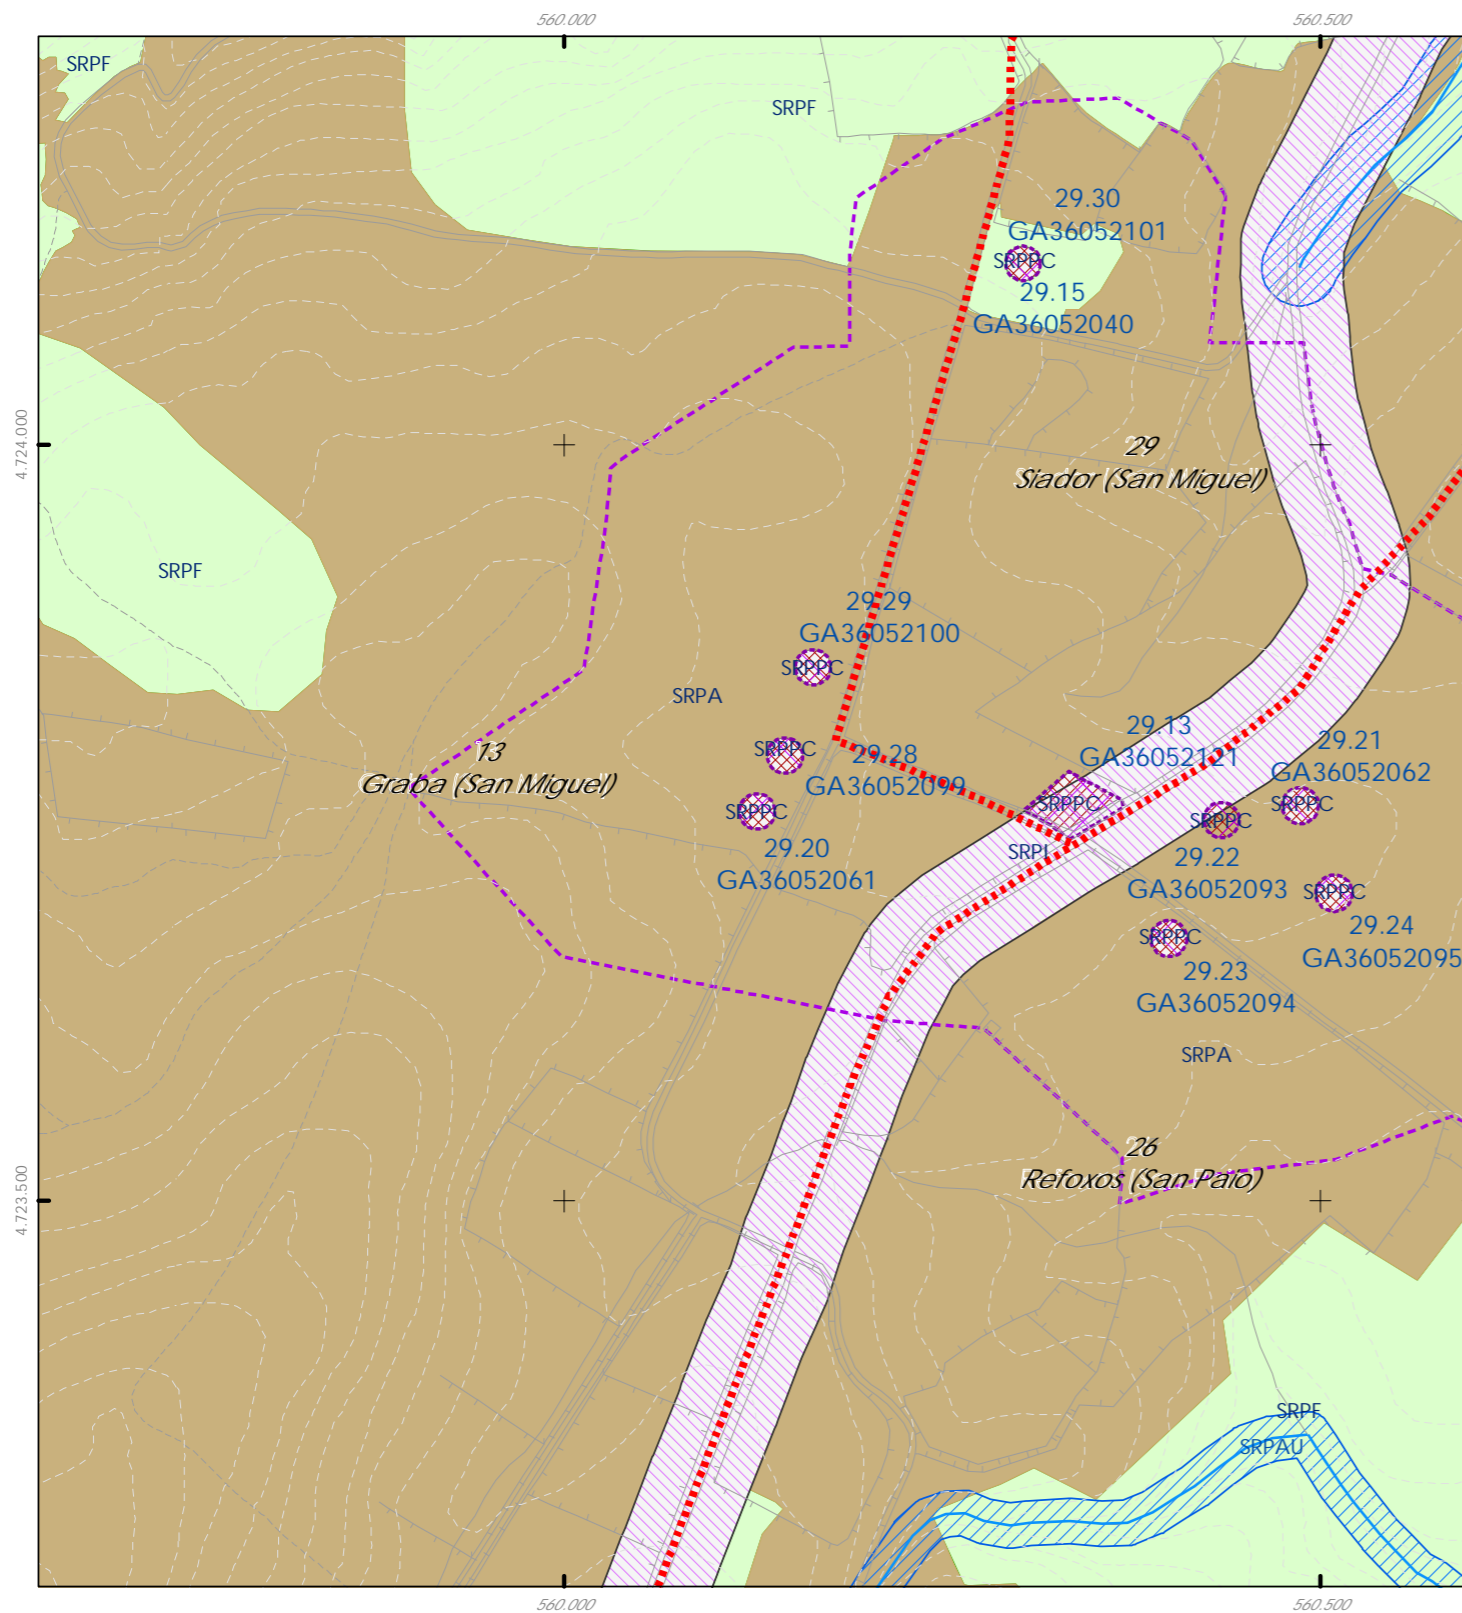 560.000
560.500
SRPF
SRPF
29.30
GA36052101
SRPPC
29.15
GA36052040
4.724.000
29
Siador (San Miguel)
SRPF
29.29
GA36052100
SRPPC
SRPA
29.13
GA36052121
29.21
GA36052062
13
Graba (San Miguel)
SRPPC
29.28
GA36052099
SRPPC
SRPPC
SRPPC
SRPPC
29.20
GA36052061
SRPI
29.22
GA36052093
SRPPC
29.24
GA36052095
SRPPC
29.23
GA36052094
SRPA
26
Refoxos (San Paio)
4.723.500
SRPF
SRPAU
560.000
560.500